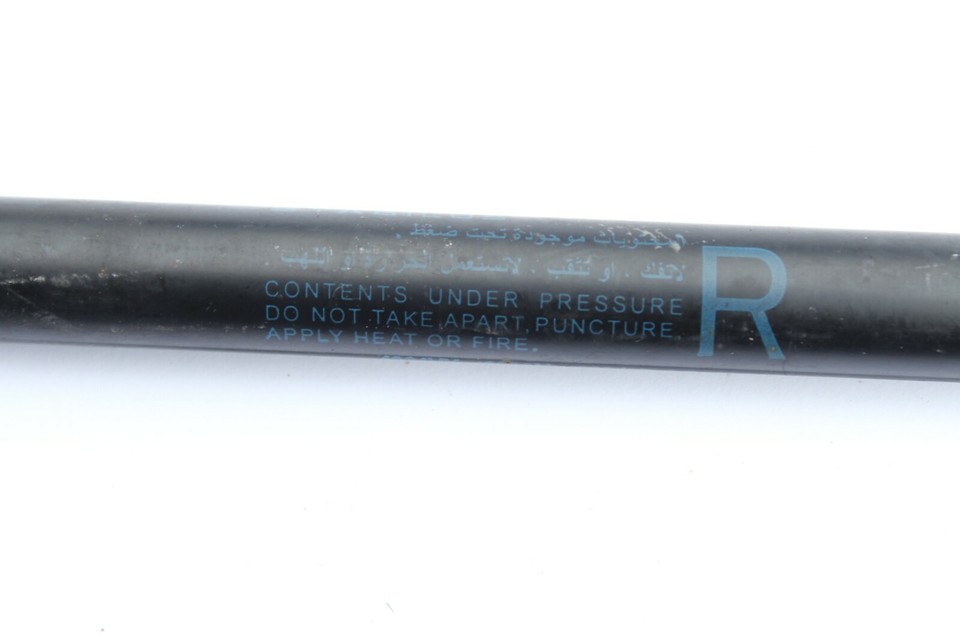 المحتويات موجودة تحت ضغط .
لاتفك . او تثقب . لاتستعمل الحرارة او اللهب
CONTENTS UNDER PRESSURE
DO NOT TAKE APART, PUNCTURE
APPLY HEAT OR FIRE.
R